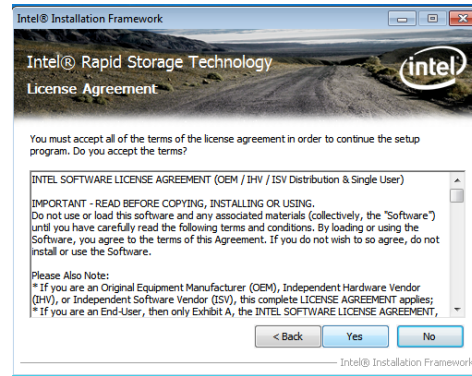 Intel® Installation Framework
Intel® Rapid Storage Technology
License Agreement
intel
You must accept all of the terms of the license agreement in order to continue the setup
program. Do you accept the terms?
INTEL SOFTWARE LICENSE AGREEMENT (OEM / IHV / ISV Distribution & Single User)
IMPORTANT - READ BEFORE COPYING, INSTALLING OR USING.
Do not use or load this software and any associated materials (collectively, the "Software")
until you have carefully read the following terms and conditions. By loading or using the
Software, you agree to the terms of this Agreement. If you do not wish to so agree, do not
install or use the Software.
Please Also Note:
* If you are an Original Equipment Manufacturer (OEM), Independent Hardware Vendor
(IHV), or Independent Software Vendor (ISV), this complete LICENSE AGREEMENT applies;
* If you are an End-User, then only Exhibit A, the INTEL SOFTWARE LICENSE AGREEMENT,
< Back Yes No
Intel® Installation Framework